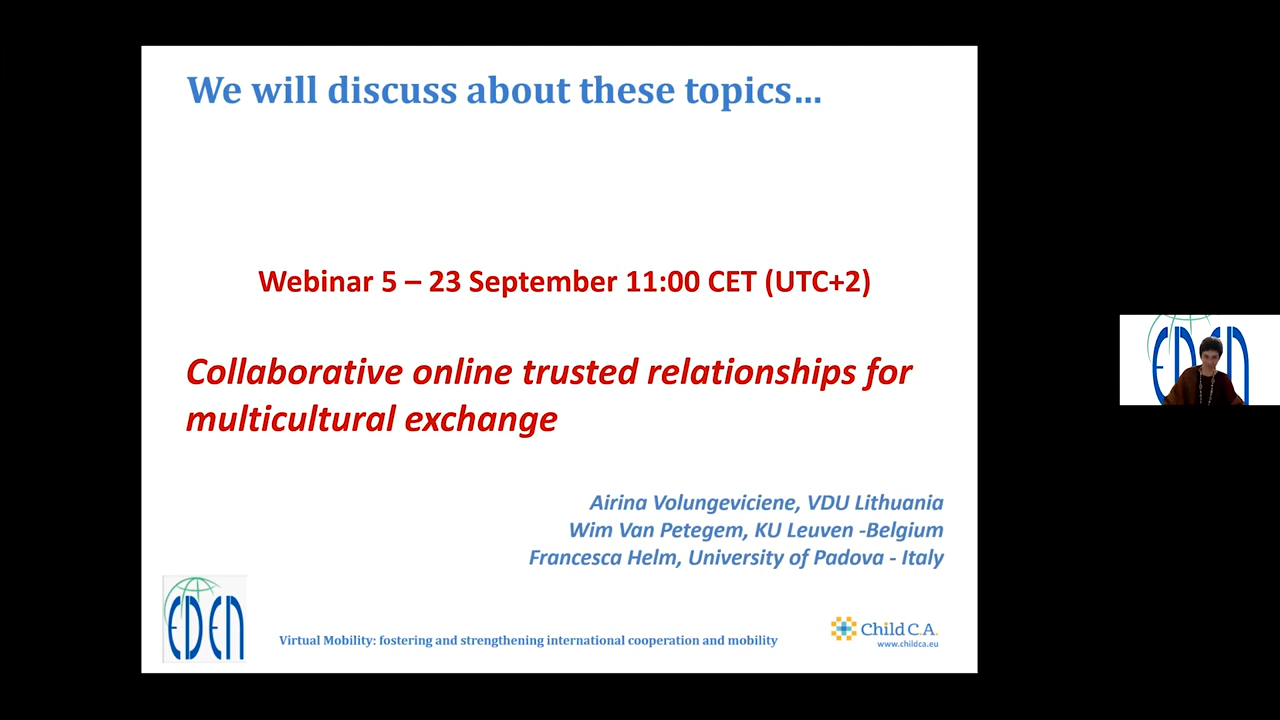 We will discuss about these topics...
Webinar 5 – 23 September 11:00 CET (UTC+2)
Collaborative online trusted relationships for
multicultural exchange
Airina Volungeviciene, VDU Lithuania
Wim Van Petegem, KU Leuven -Belgium
Francesca Helm, University of Padova - Italy
EDEN
Virtual Mobility: fostering and strengthening international cooperation and mobility
Child C.A.
www.childca.eu
EDEN